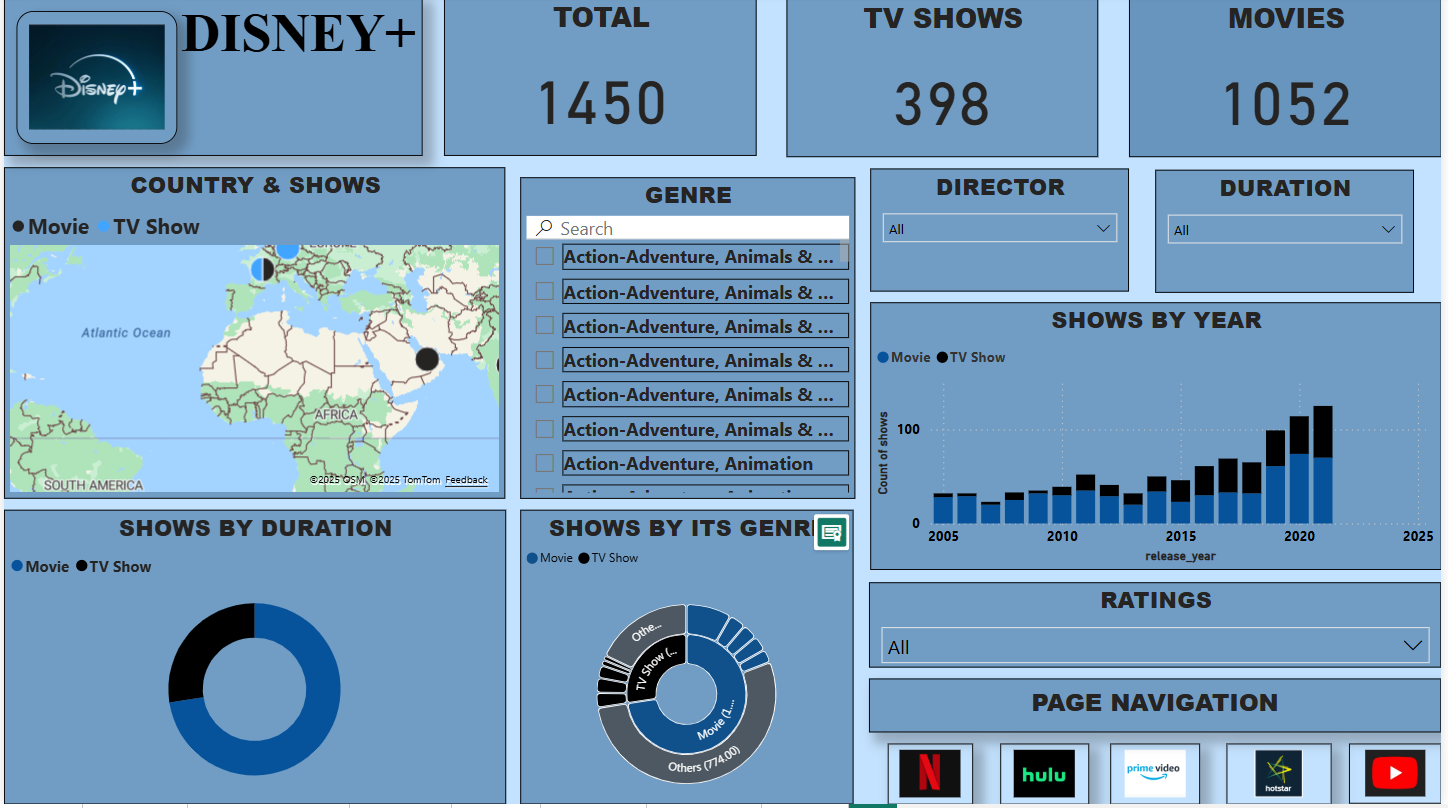 DISNEY+
Disney+
TOTAL
1450
TV SHOWS
398
MOVIES
1052
COUNTRY & SHOWS
Movie TV Show
Atlantic Ocean
AFRICA
SOUTH AMERICA
©2025 OSM, ©2025 TomTom Feedback
GENRE
Search
Action-Adventure, Animals & ...
Action-Adventure, Animals & ...
Action-Adventure, Animals & ...
Action-Adventure, Animals & ...
Action-Adventure, Animals & ...
Action-Adventure, Animals & ...
Action-Adventure, Animation
DIRECTOR
All
DURATION
All
SHOWS BY YEAR
Movie TV Show
Count of shows
100
0
2005 2010 2015 2020 2025
release_year
SHOWS BY DURATION
Movie TV Show
SHOWS BY ITS GENR
Movie TV Show
Othe...
TV Show (...
Movie (1....
Others (774.00)
RATINGS
All
PAGE NAVIGATION
N
hulu
prime video
hotstar